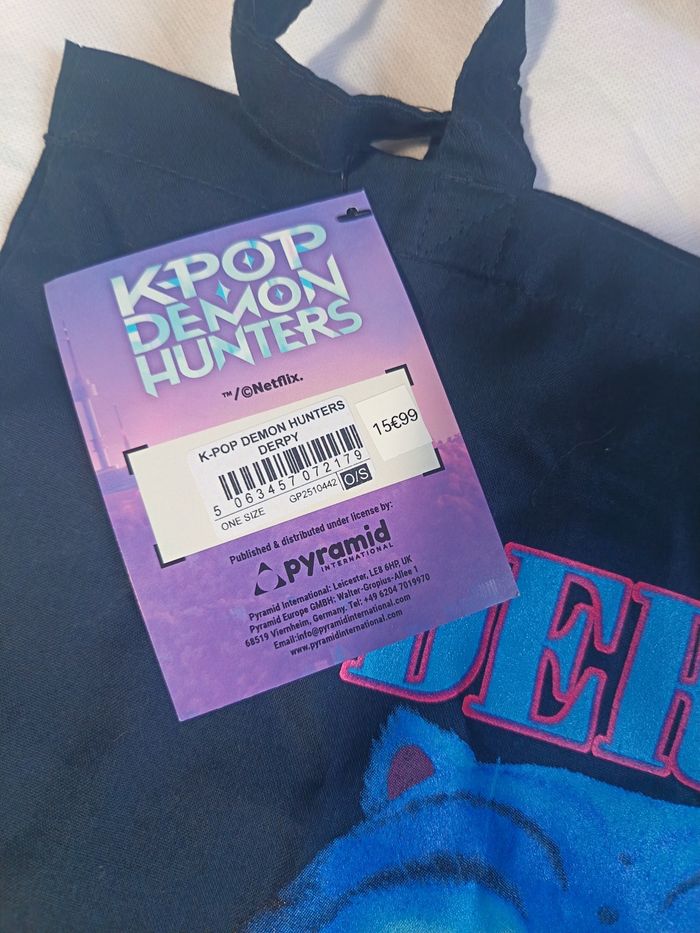 K-POP
DEMON
HUNTERS
™/©Netflix.
K-POP DEMON HUNTERS
DERPY
15€99
5 063457 072179
ONE SIZE GP2510442 O/S
Published & distributed under license by:
pyramid
INTERNATIONAL
Pyramid International: Leicester, LE8 6HP, UK
Pyramid Europe GMBH: Walter-Gropius-Allee 1
68519 Viernheim, Germany, Tel: +49 6204 7019970
Email:info@pyramidinternational.com
www.pyramidinternational.com
DER